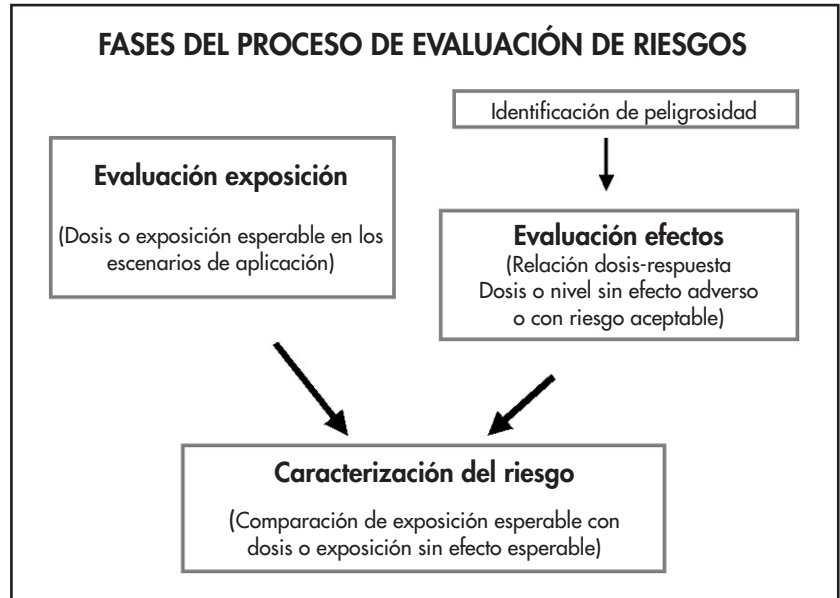 FASES DEL PROCESO DE EVALUACIÓN DE RIESGOS
Identificación de peligrosidad
Evaluación exposición
(Dosis o exposición esperable en los
escenarios de aplicación)
Evaluación efectos
(Relación dosis-respuesta
Dosis o nivel sin efecto adverso
o con riesgo aceptable)
Caracterización del riesgo
(Comparación de exposición esperable con
dosis o exposición sin efecto esperable)